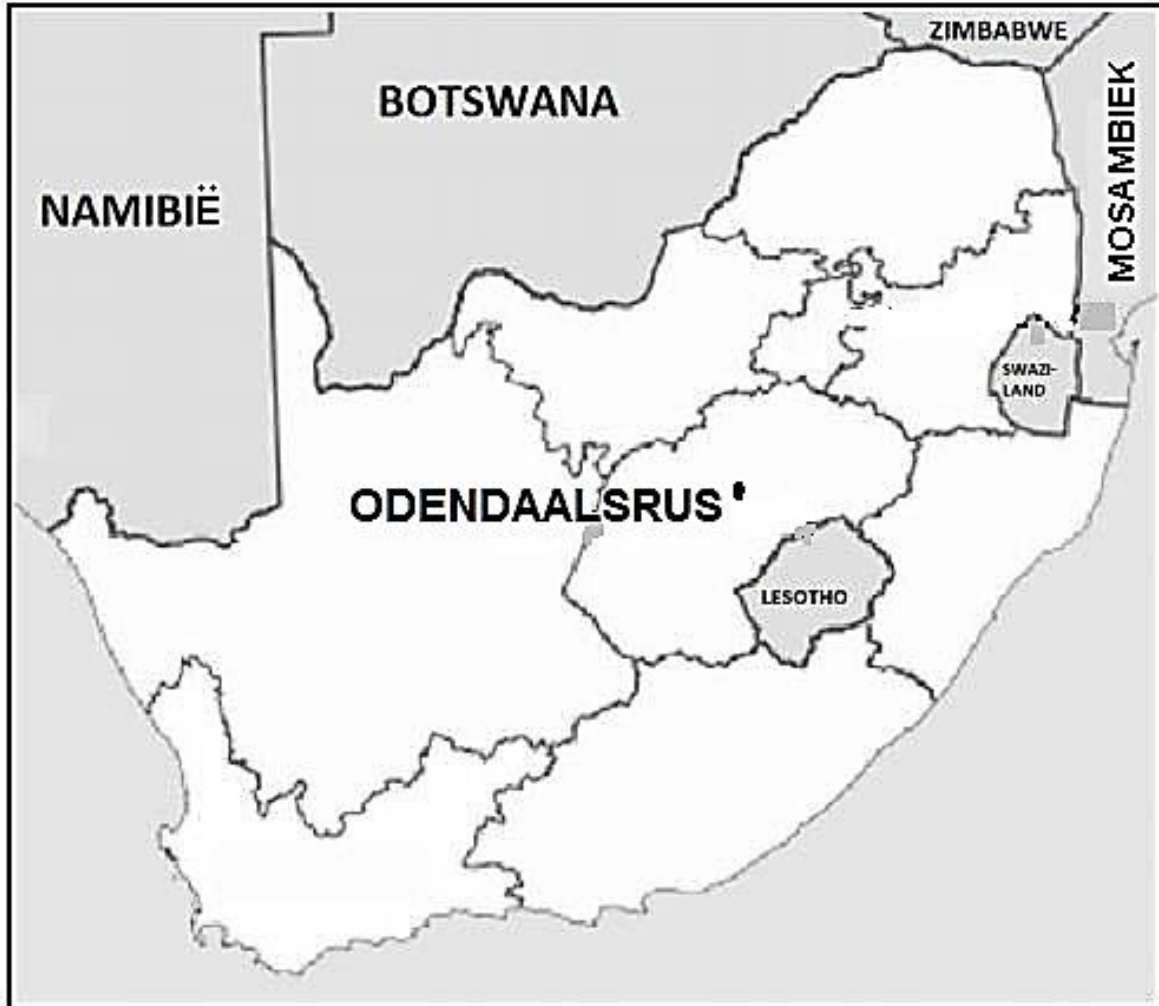 ZIMBABWE
BOTSWANA
MOSAMBIEK
NAMIBIË
SWAZI-
LAND
ODENDAALSRUS
LESOTHO